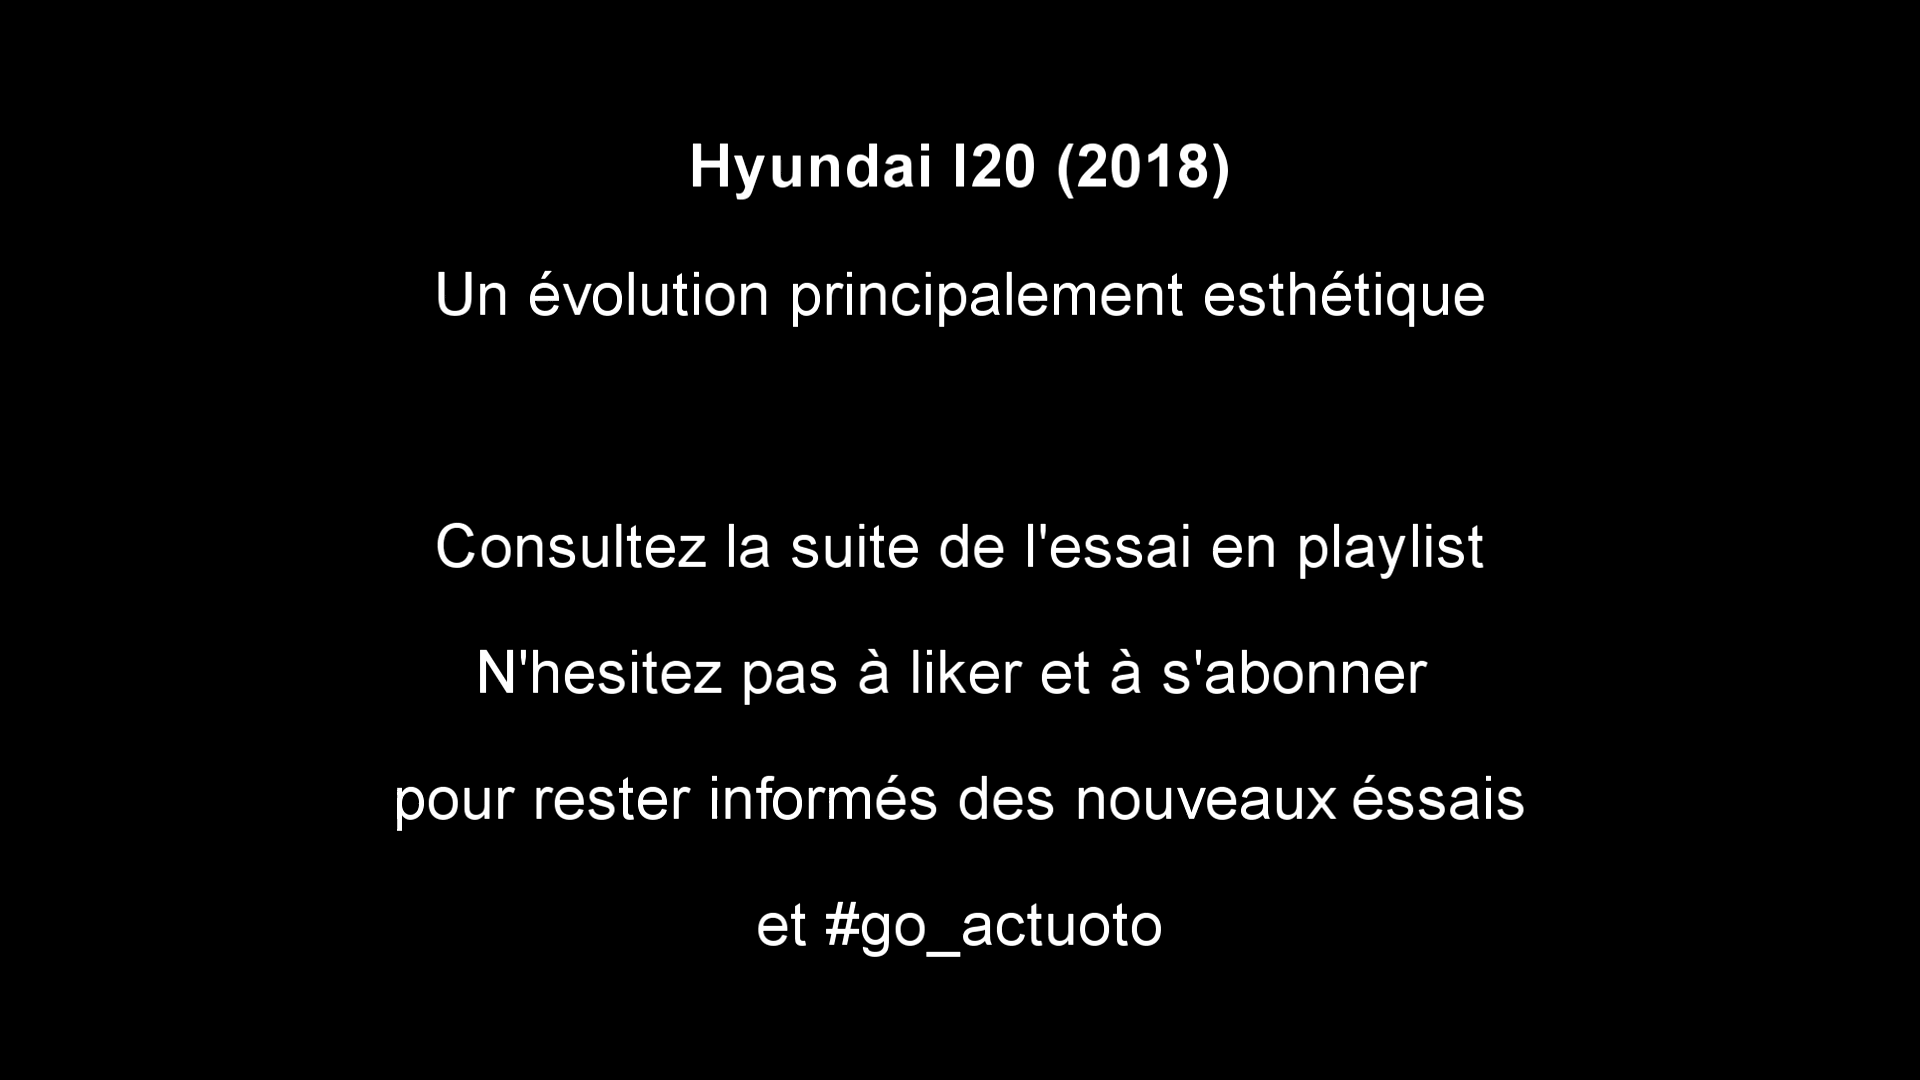 Hyundai I20 (2018)
Un évolution principalement esthétique
Consultez la suite de l'essai en playlist
N'hesitez pas à liker et à s'abonner
pour rester informés des nouveaux éssais
et #go_actuoto